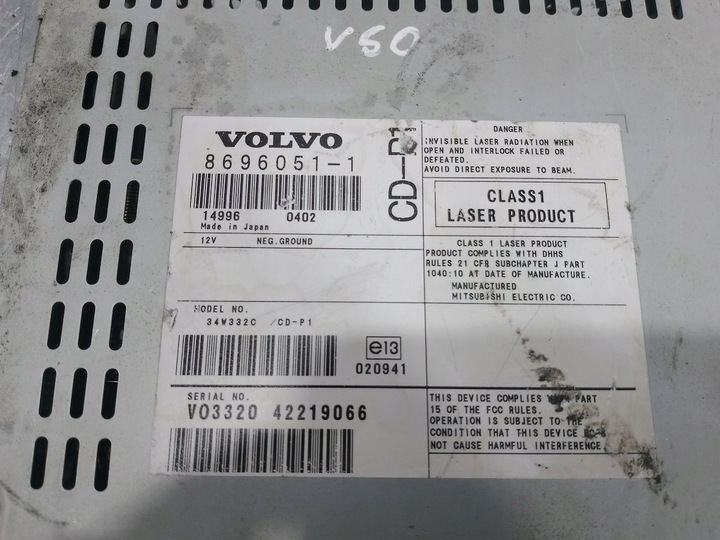 V60
VOLVO
8696051-1
14996 0402
Made in Japan
12V NEG.GROUND
MODEL NO.
34W332C /CD-P1
e13
020941
SERIAL NO.
VO3320 42219066
CD-P1
DANGER
INVISIBLE LASER RADIATION WHEN
OPEN AND INTERLOCK FAILED OR
DEFEATED.
AVOID DIRECT EXPOSURE TO BEAM.
CLASS1
LASER PRODUCT
CLASS 1 LASER PRODUCT
PRODUCT COMPLIES WITH DHHS
RULES 21 CFR SUBCHAPTER J PART
1040:10 AT DATE OF MANUFACTURE.
MANUFACTURED
MITSUBISHI ELECTRIC CO.
THIS DEVICE COMPLIES WITH PART
15 OF THE FCC RULES.
OPERATION IS SUBJECT TO THE
CONDITION THAT THIS DEVICE DOES
NOT CAUSE HARMFUL INTERFERENCE.